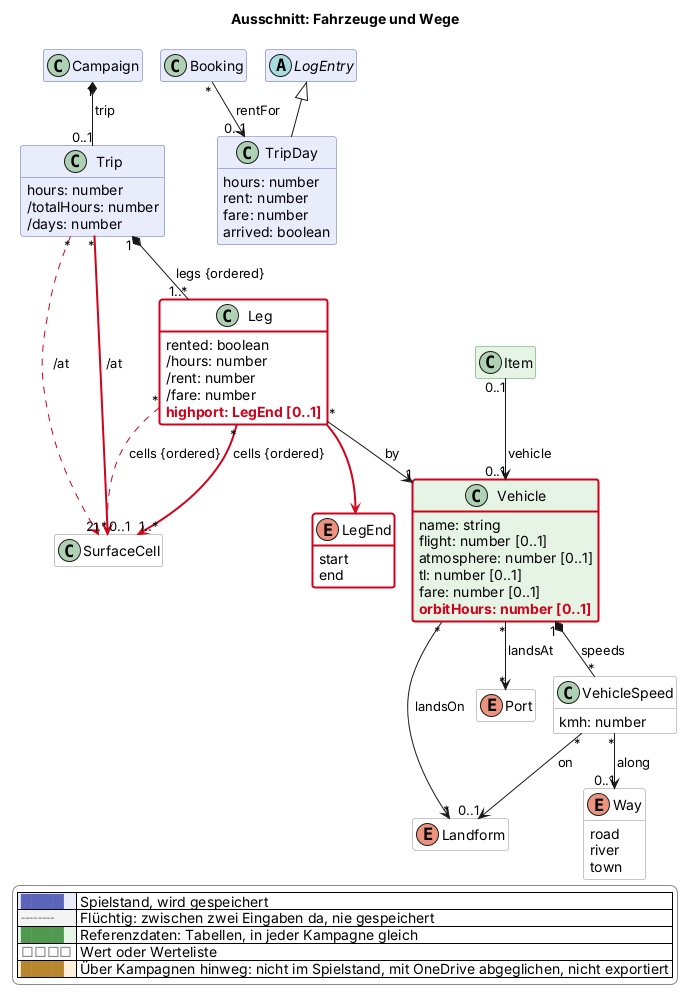 Ausschnitt: Fahrzeuge und Wege
C Campaign
C Booking
A LogEntry
1
trip
0..1
*
rentFor
0..1
C Trip
hours: number
/totalHours: number
/days: number
C TripDay
hours: number
rent: number
fare: number
arrived: boolean
*
*
1
legs {ordered}
1..*
/at
/at
C Leg
rented: boolean
/hours: number
/rent: number
/fare: number
highport: LegEnd [0..1]
C Item
0..1
vehicle
0..1
*
*
*
cells {ordered}
cells {ordered}
by
1
0..1
1..*
C SurfaceCell
E LegEnd
start
end
C Vehicle
name: string
flight: number [0..1]
atmosphere: number [0..1]
tl: number [0..1]
fare: number [0..1]
orbitHours: number [0..1]
*
*
1
landsOn
landsAt
speeds
*
*
E Port
C VehicleSpeed
kmh: number
*
*
on
along
0..1
0..1
E Landform
E Way
road
river
town
Spielstand, wird gespeichert
Flüchtig: zwischen zwei Eingaben da, nie gespeichert
Referenzdaten: Tabellen, in jeder Kampagne gleich
Wert oder Werteliste
Über Kampagnen hinweg: nicht im Spielstand, mit OneDrive abgeglichen, nicht exportiert